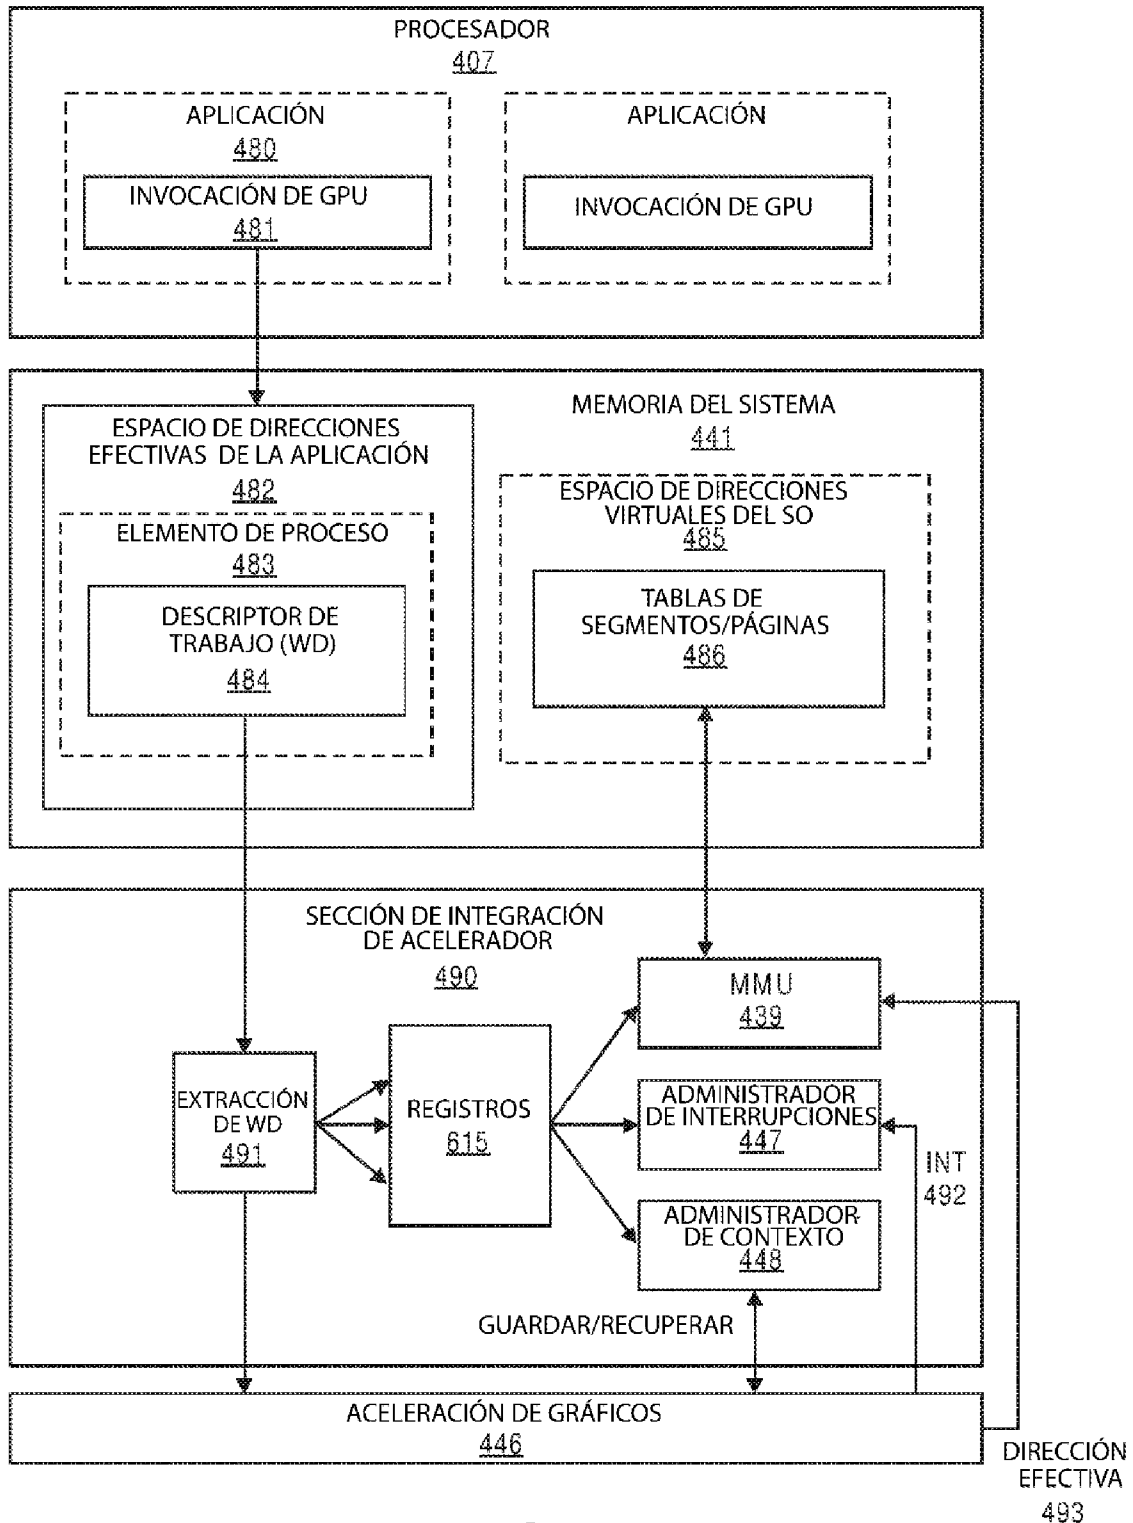 PROCESADOR
407
APLICACIÓN
480
INVOCACIÓN DE GPU
481
APLICACIÓN
INVOCACIÓN DE GPU
MEMORIA DEL SISTEMA
441
ESPACIO DE DIRECCIONES
EFECTIVAS DE LA APLICACIÓN
482
ELEMENTO DE PROCESO
483
DESCRIPTOR DE
TRABAJO (WD)
484
ESPACIO DE DIRECCIONES
VIRTUALES DEL SO
485
TABLAS DE
SEGMENTOS/PÁGINAS
486
SECCIÓN DE INTEGRACIÓN
DE ACELERADOR
490
EXTRACCIÓN
DE WD
491
REGISTROS
615
MMU
439
ADMINISTRADOR
DE INTERRUPCIONES
447
ADMINISTRADOR
DE CONTEXTO
448
INT
492
GUARDAR/RECUPERAR
ACELERACIÓN DE GRÁFICOS
446
DIRECCIÓN
EFECTIVA
493